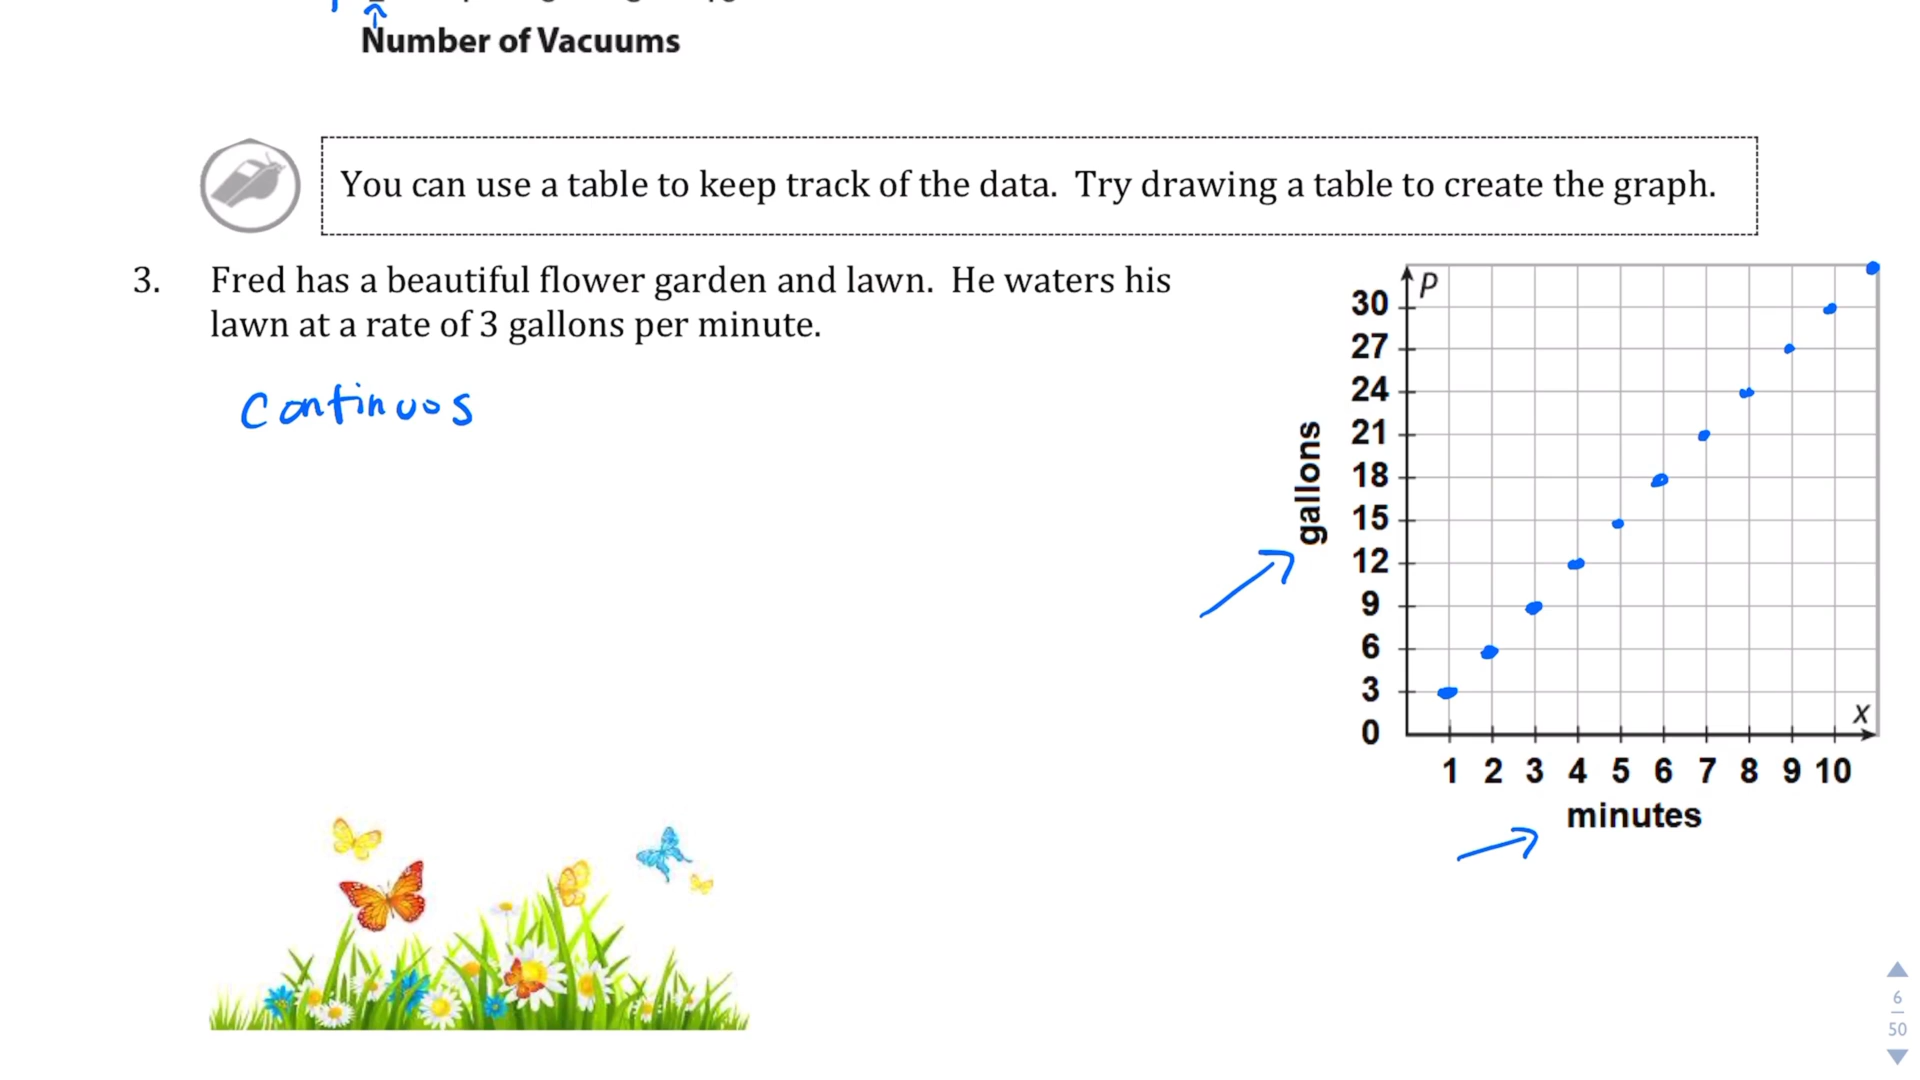 Number of Vacuums
You can use a table to keep track of the data. Try drawing a table to create the graph.
3. Fred has a beautiful flower garden and lawn. He waters his
lawn at a rate of 3 gallons per minute.
continuos
P
30
27
24
21
18
15
12
9
6
3
0
gallons
x
1 2 3 4 5 6 7 8 9 10
minutes
6
50